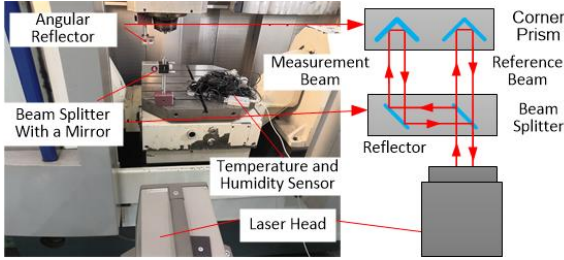 Angular
Reflector
Beam Splitter
With a Mirror
Temperature and
Humidity Sensor
Laser Head
Measurement
Beam
Reflector
Corner
Prism
Reference
Beam
Beam
Splitter